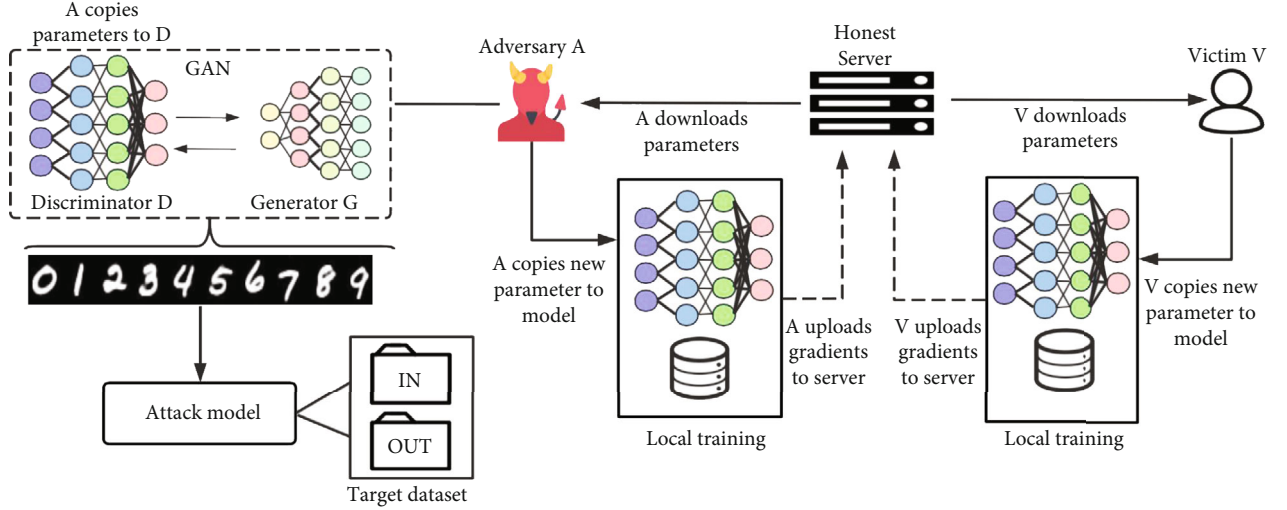 A copies
parameters to D
GAN
Discriminator D
Generator G
0 1 2 3 4 5 6 7 8 9
Attack model
IN
OUT
Target dataset
Adversary A
A downloads
parameters
Honest
Server
V downloads
parameters
Victim V
A copies new
parameter to
model
A uploads
gradients
to server
V uploads
gradients
to server
V copies new
parameter to
model
Local training
Local training